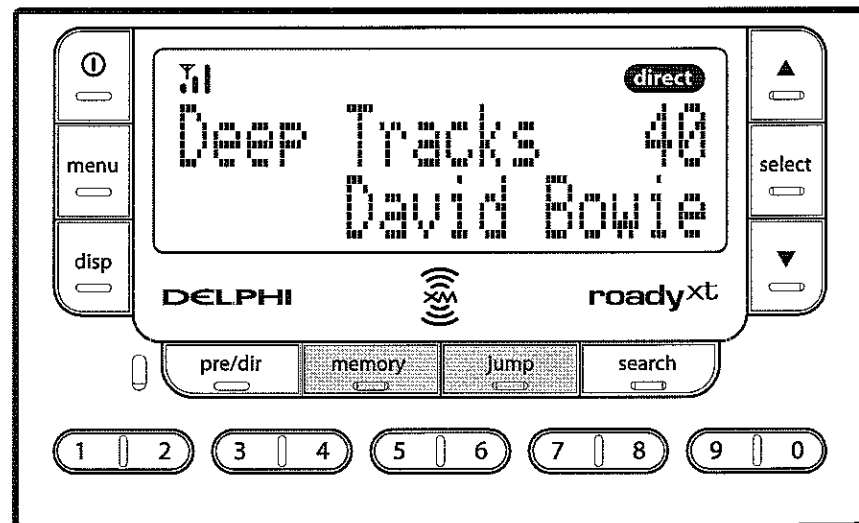 direct
Deep Tracks 40
David Bowie
menu
disp
select
DELPHI
XM
roady xt
pre/dir
memory
jump
search
1 2 3 4 5 6 7 8 9 0